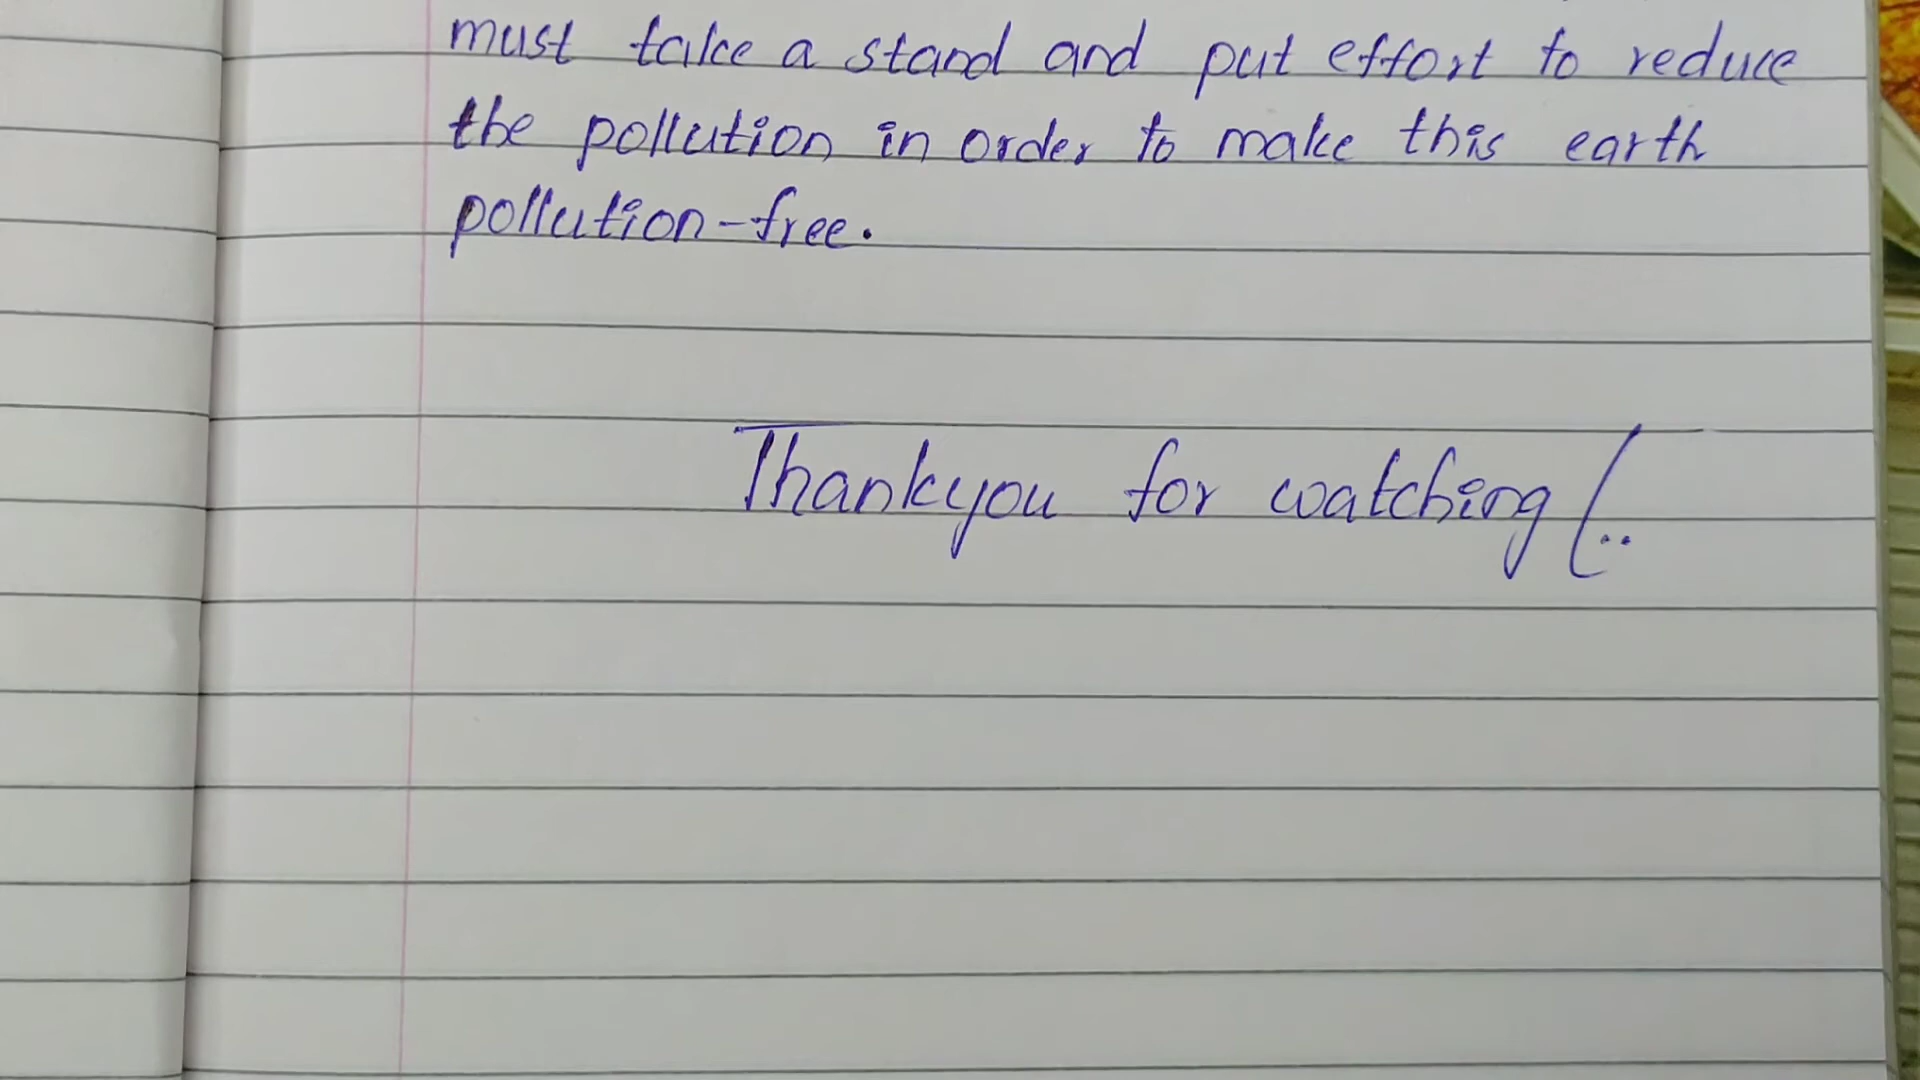 must take a stand and put effort to reduce
the pollution in order to make this earth
pollution-free.
Thankyou for watching (..